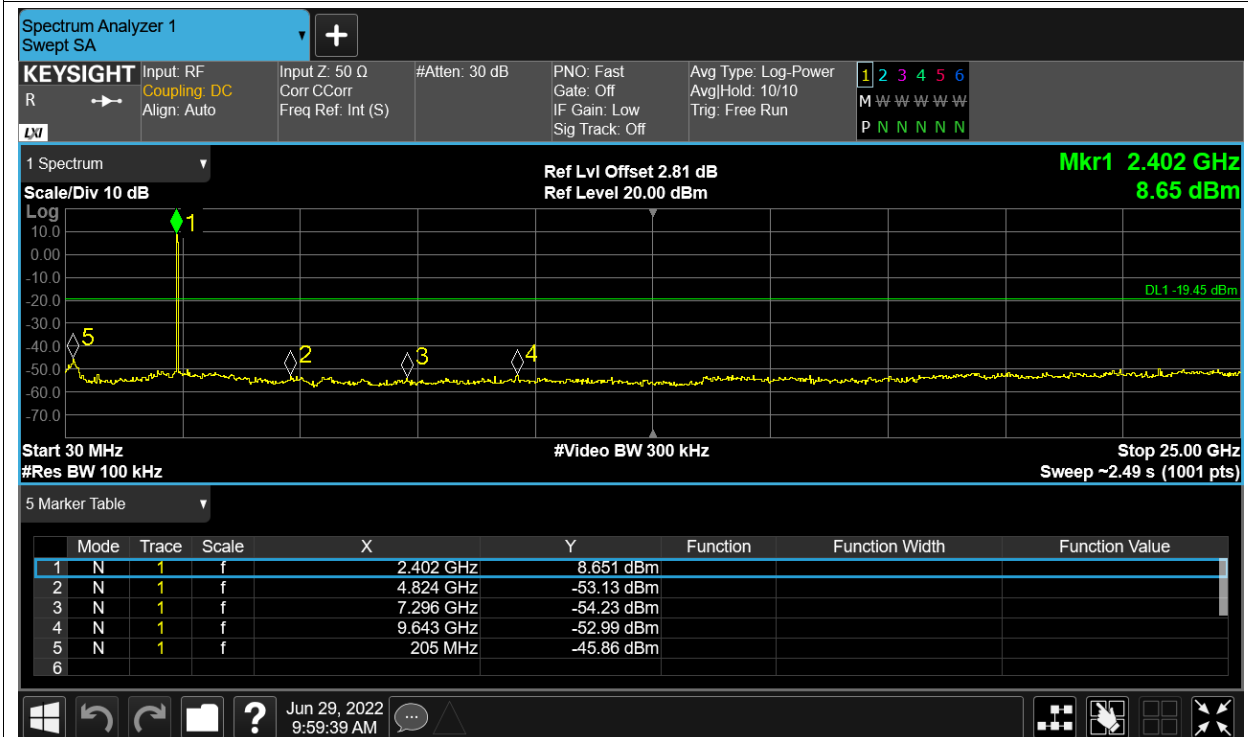 Spectrum Analyzer 1
Swept SA
+
KEYSIGHT Input: RF Input Z: 50 Ω #Atten: 30 dB PNO: Fast Avg Type: Log-Power 1 2 3 4 5 6
R Coupling: DC Corr CCorr Gate: Off Avg|Hold: 10/10 M W W W W W
Align: Auto Freq Ref: Int (S) IF Gain: Low Trig: Free Run
LXI Sig Track: Off P N N N N N
1 Spectrum Ref Lvl Offset 2.81 dB Mkr1 2.402 GHz
Scale/Div 10 dB Ref Level 20.00 dBm 8.65 dBm
Log
1
10.0
0.00
-10.0
DL1 -19.45 dBm
-20.0
-30.0
5
-40.0
2 3 4
-50.0
-60.0
-70.0
Start 30 MHz #Video BW 300 kHz Stop 25.00 GHz
#Res BW 100 kHz Sweep ~2.49 s (1001 pts)
5 Marker Table
Mode Trace Scale X Y Function Function Width Function Value
1 N 1 f 2.402 GHz 8.651 dBm
2 N 1 f 4.824 GHz -53.13 dBm
3 N 1 f 7.296 GHz -54.23 dBm
4 N 1 f 9.643 GHz -52.99 dBm
5 N 1 f 205 MHz -45.86 dBm
6
? Jun 29, 2022
9:59:39 AM